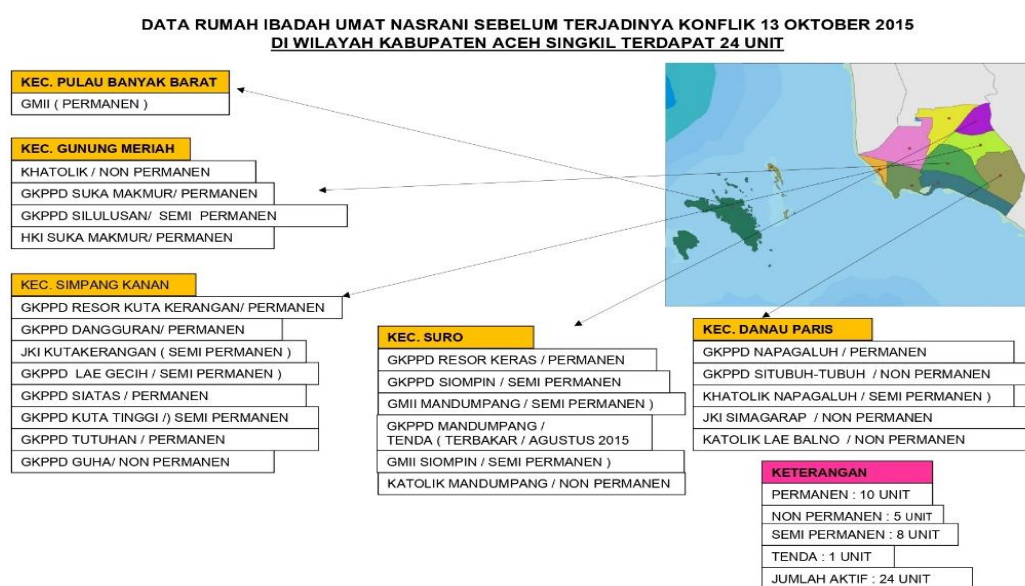 DATA RUMAH IBADAH UMAT NASRANI SEBELUM TERJADINYA KONFLIK 13 OKTOBER 2015
DI WILAYAH KABUPATEN ACEH SINGKIL TERDAPAT 24 UNIT
KEC. PULAU BANYAK BARAT
GMII ( PERMANEN )
KEC. GUNUNG MERIAH
KHATOLIK / NON PERMANEN
GKPPD SUKA MAKMUR/ PERMANEN
GKPPD SILULUSAN/ SEMI PERMANEN
HKI SUKA MAKMUR/ PERMANEN
KEC. SIMPANG KANAN
GKPPD RESOR KUTA KERANGAN/ PERMANEN
GKPPD DANGGURAN/ PERMANEN
JKI KUTAKERANGAN ( SEMI PERMANEN )
GKPPD LAE GECIH / SEMI PERMANEN )
GKPPD SIATAS / PERMANEN
GKPPD KUTA TINGGI /) SEMI PERMANEN
GKPPD TUTUHAN / PERMANEN
GKPPD GUHA/ NON PERMANEN
KEC. SURO
GKPPD RESOR KERAS / PERMANEN
GKPPD SIOMPIN / SEMI PERMANEN
GMII MANDUMPANG / SEMI PERMANEN )
GKPPD MANDUMPANG /
TENDA ( TERBAKAR / AGUSTUS 2015
GMII SIOMPIN / SEMI PERMANEN )
KATOLIK MANDUMPANG / NON PERMANEN
KEC. DANAU PARIS
GKPPD NAPAGALUH / PERMANEN
GKPPD SITUBUH-TUBUH / NON PERMANEN
KHATOLIK NAPAGALUH / SEMI PERMANEN )
JKI SIMAGARAP / NON PERMANEN
KATOLIK LAE BALNO / NON PERMANEN
KETERANGAN
PERMANEN : 10 UNIT
NON PERMANEN : 5 UNIT
SEMI PERMANEN : 8 UNIT
TENDA : 1 UNIT
JUMLAH AKTIF : 24 UNIT